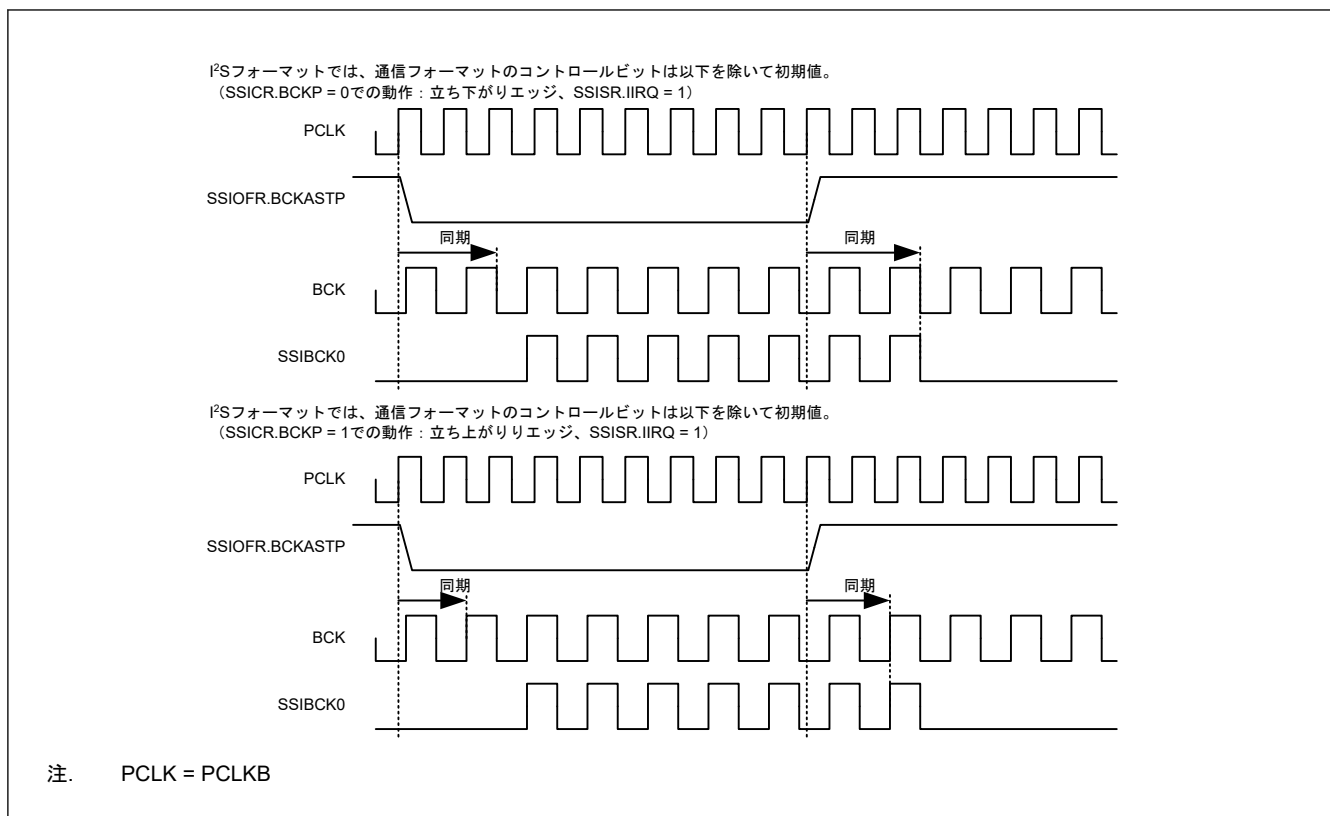 I²Sフォーマットでは、通信フォーマットのコントロールビットは以下を除いて初期値。
（SSICR.BCKP = 0での動作：立ち下がりエッジ、SSISR.IIRQ = 1）
PCLK
SSIOFR.BCKASTP
同期
同期
BCK
SSIBCK0
I²Sフォーマットでは、通信フォーマットのコントロールビットは以下を除いて初期値。
（SSICR.BCKP = 1での動作：立ち上がりりエッジ、SSISR.IIRQ = 1）
PCLK
SSIOFR.BCKASTP
同期
同期
BCK
SSIBCK0
注. PCLK = PCLKB